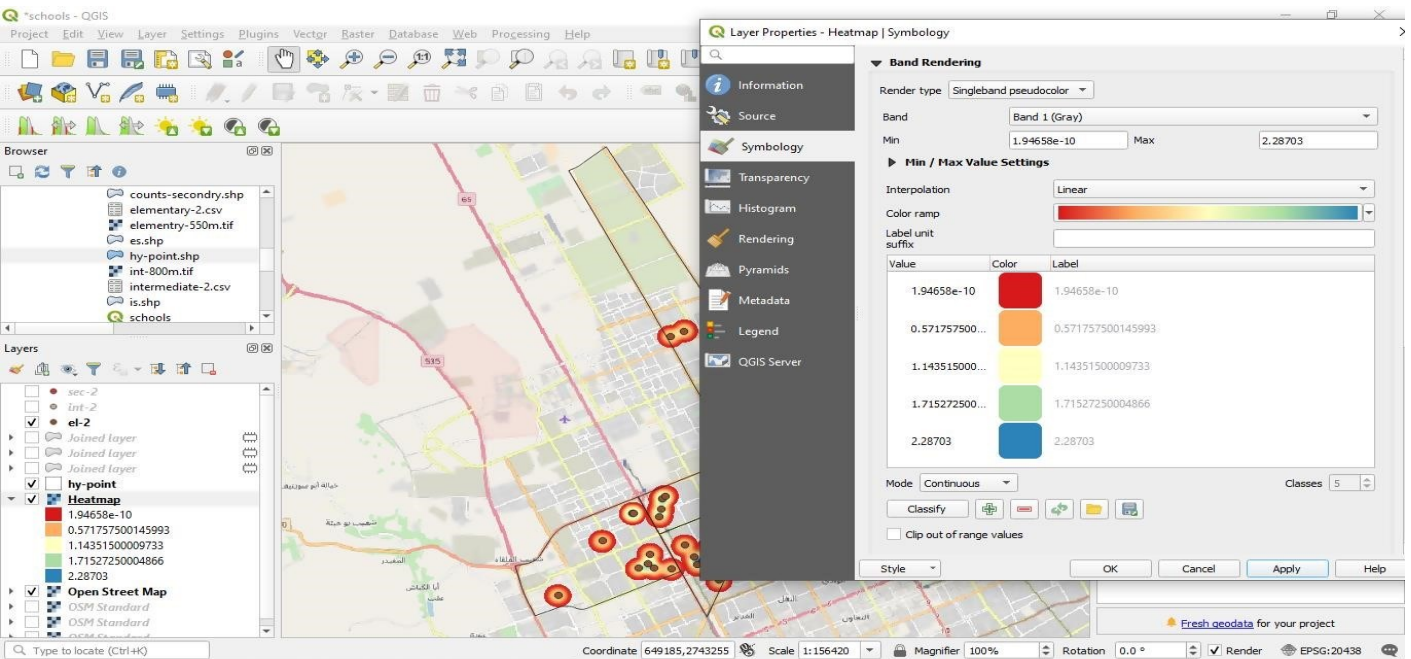 *schools - QGIS
Project Edit View Layer Settings Plugins Vector Raster Database Web Processing Help
Browser
counts-secondry.shp
elementary-2.csv
elementry-550m.tif
es.shp
hy-point.shp
int-800m.tif
intermediate-2.csv
is.shp
schools
Layers
sec-2
int-2
el-2
Joined layer
Joined layer
Joined layer
hy-point
Heatmap
1.94658e-10
0.571757500145993
1.14351500009733
1.71527250004866
2.28703
Open Street Map
OSM Standard
OSM Standard
OSM Standard
65
535
شعيب بو جثة
المغيدر
10
Layer Properties - Heatmap | Symbology
Information
Source
Symbology
Transparency
Histogram
Rendering
Pyramids
Metadata
Legend
QGIS Server
Band Rendering
Render type Singleband pseudocolor
Band Band 1 (Gray)
Min 1.94658e-10 Max 2.28703
Min / Max Value Settings
Interpolation Linear
Color ramp
Label unit
suffix
Value Color Label
1.94658e-10 1.94658e-10
0.571757500... 0.571757500145993
1.143515000... 1.14351500009733
1.715272500... 1.71527250004866
2.28703 2.28703
Mode Continuous Classes 5
Classify
Clip out of range values
Style OK Cancel Apply Help
Fresh geodata for your project
Type to locate (Ctrl+K) Coordinate 649185,2743255 Scale 1:156420 Magnifier 100% Rotation 0.0 ° Render EPSG:20438